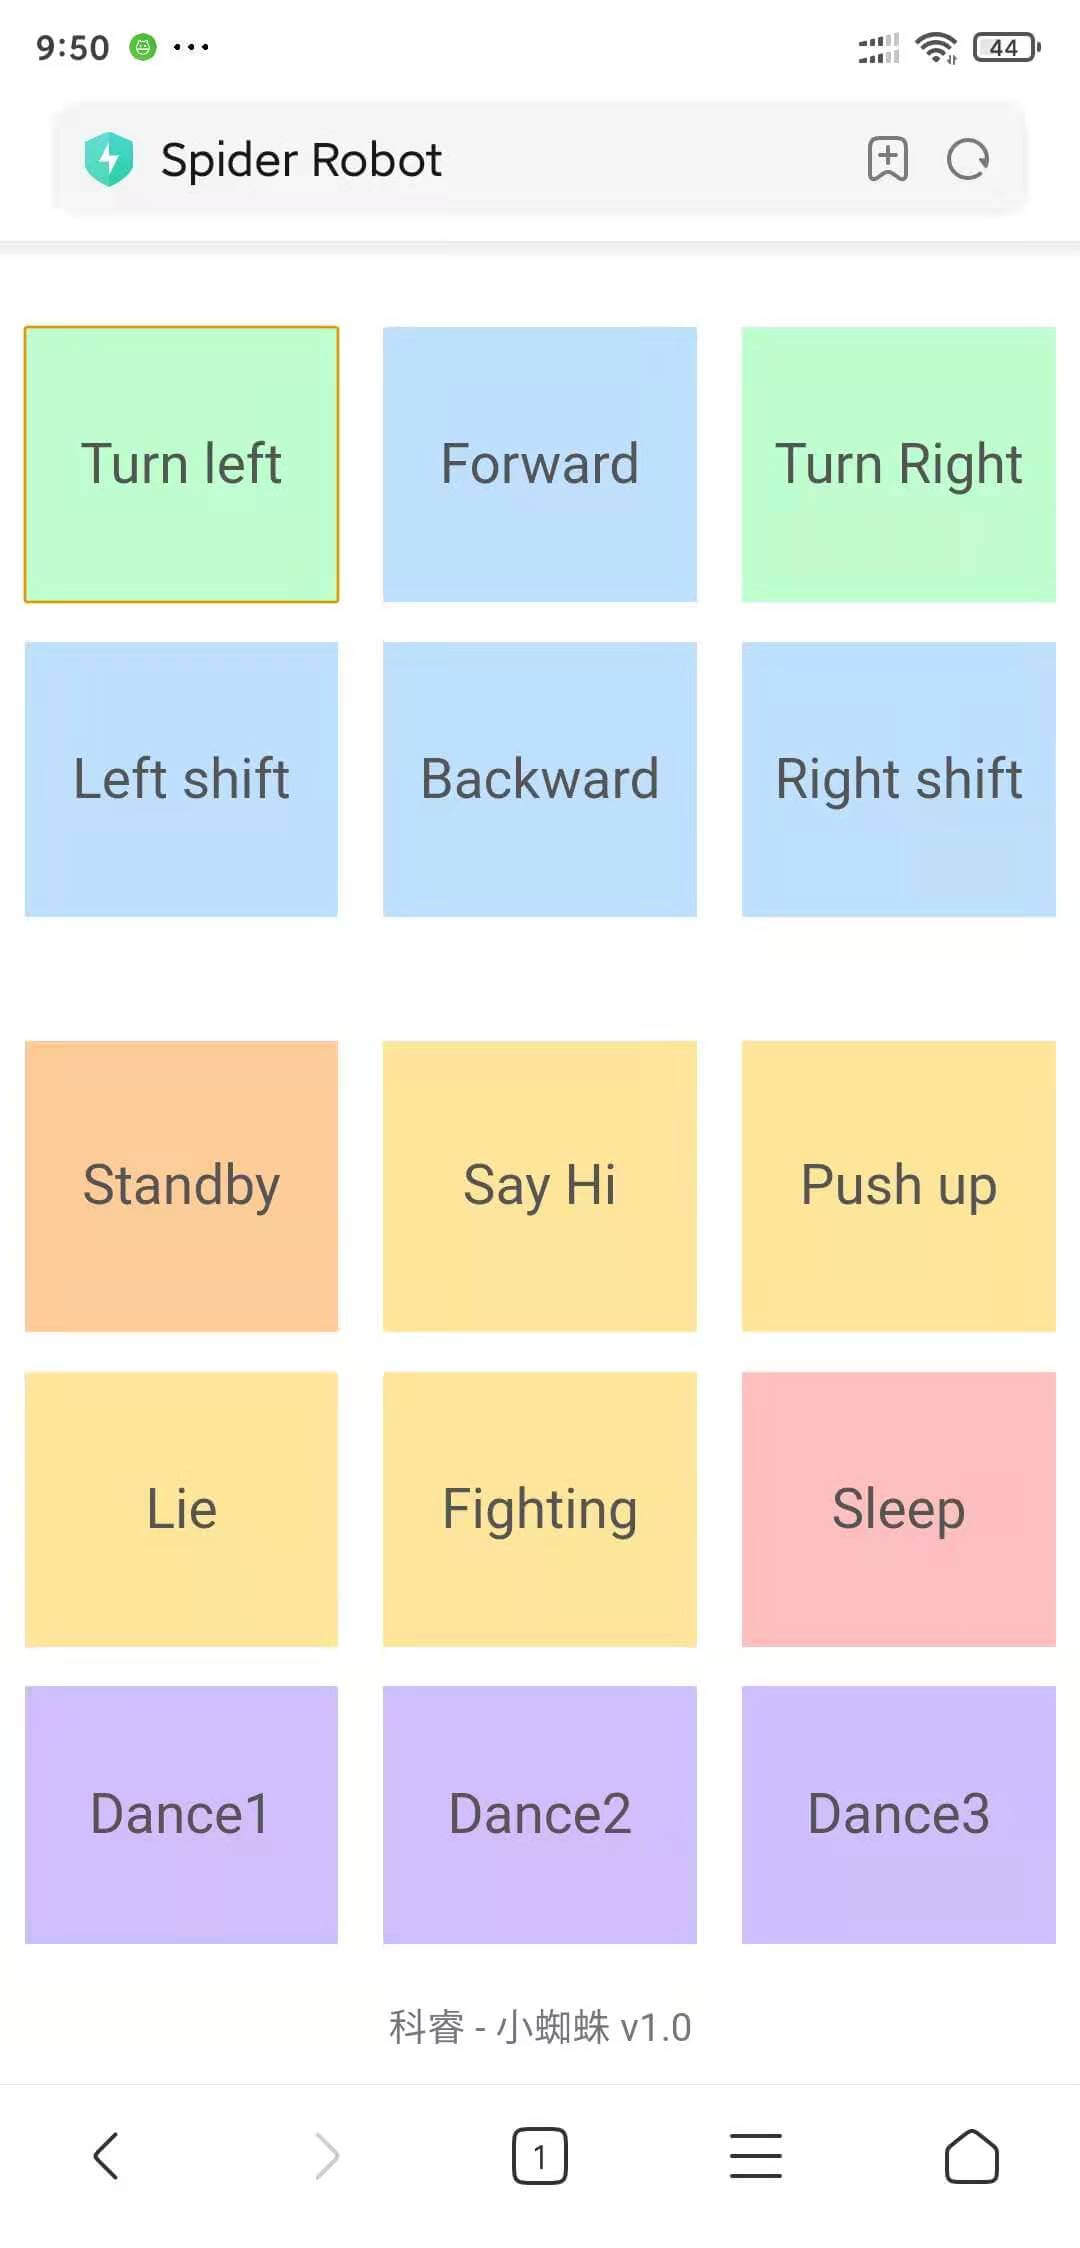 9:50
44
Spider Robot
Turn left Forward Turn Right
Left shift Backward Right shift
Standby Say Hi Push up
Lie Fighting Sleep
Dance1 Dance2 Dance3
科睿 - 小蜘蛛 v1.0
1